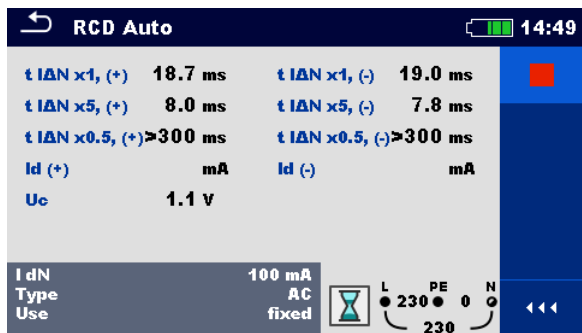 RCD Auto 14:49
t IΔN x1, (+) 18.7 ms t IΔN x1, (-) 19.0 ms
t IΔN x5, (+) 8.0 ms t IΔN x5, (-) 7.8 ms
t IΔN x0.5, (+)>300 ms t IΔN x0.5, (-)>300 ms
Id (+) mA Id (-) mA
Uc 1.1 V
I dN 100 mA
Type AC
Use fixed
L PE N
230 0
230